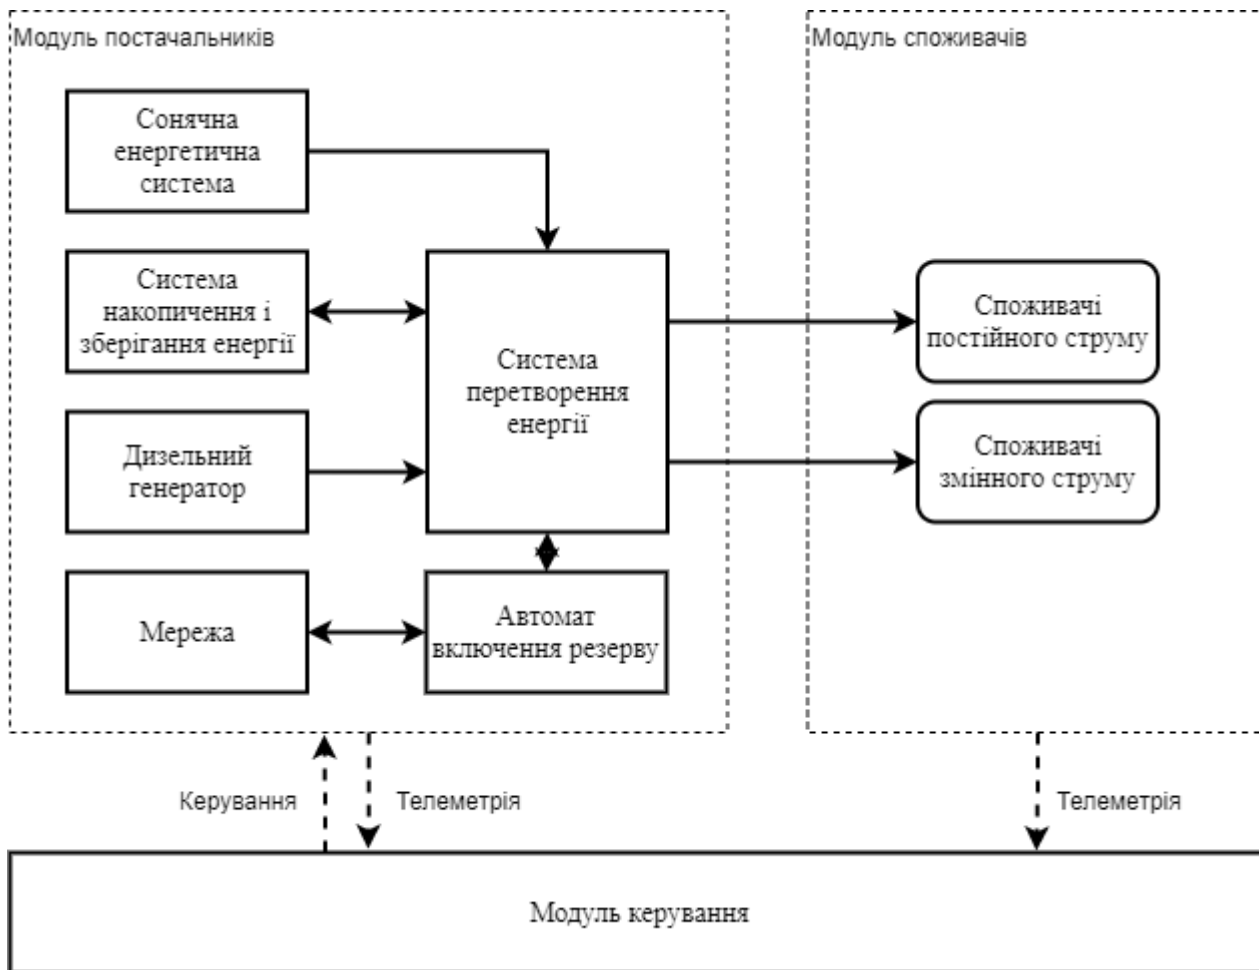 Модуль постачальників
Модуль споживачів
Сонячна
енергетична
система
Система
накопичення і
зберігання енергії
Система
перетворення
енергії
Споживачі
постійного струму
Дизельний
генератор
Споживачі
змінного струму
Мережа
Автомат
включення резерву
Керування
Телеметрія
Телеметрія
Модуль керування